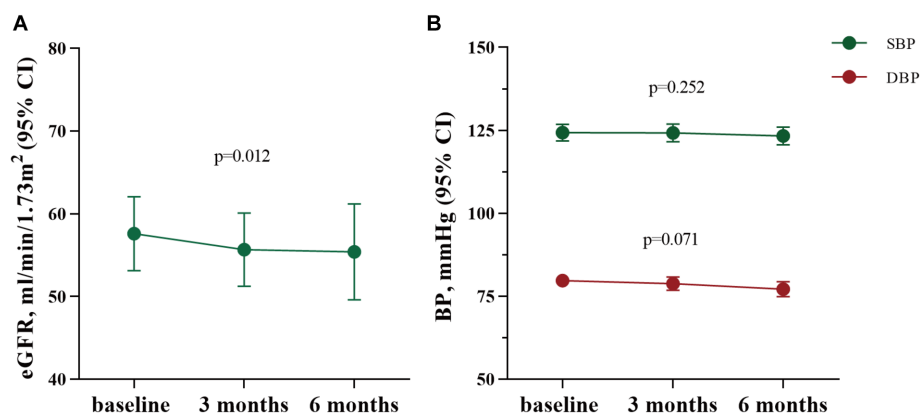 A
eGFR, ml/min/1.73m² (95% CI)
80
70
60
50
40
p=0.012
baseline 3 months 6 months
B
BP, mmHg (95% CI)
150
125
100
75
50
p=0.252
p=0.071
baseline 3 months 6 months
SBP
DBP